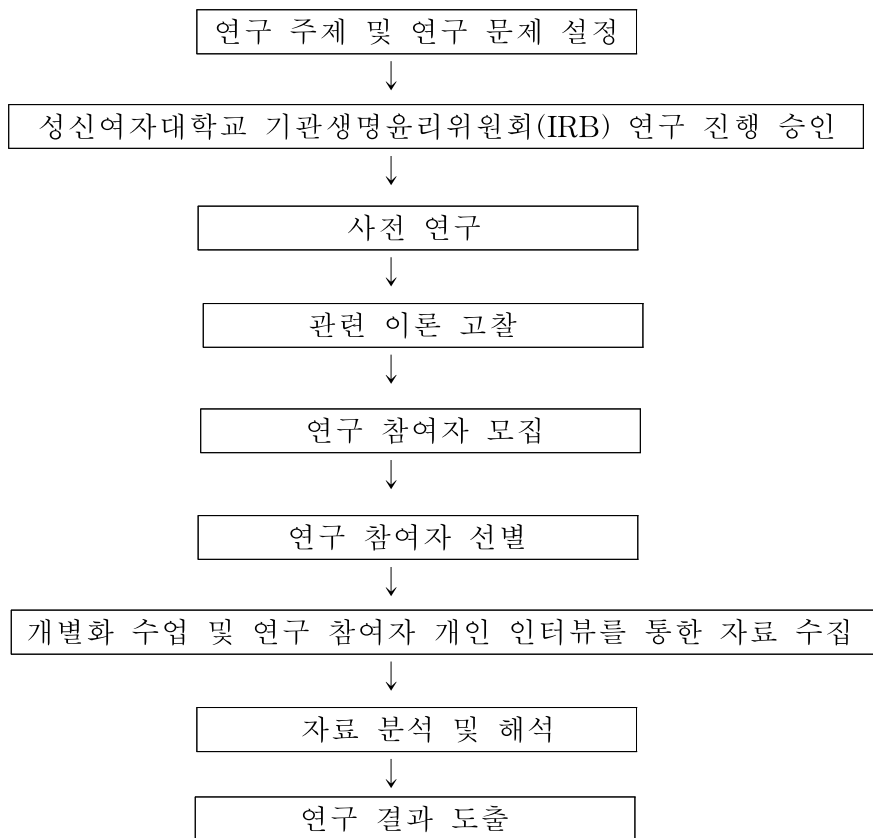 연구 주제 및 연구 문제 설정
↓
성신여자대학교 기관생명윤리위원회(IRB) 연구 진행 승인
↓
사전 연구
↓
관련 이론 고찰
↓
연구 참여자 모집
↓
연구 참여자 선별
↓
개별화 수업 및 연구 참여자 개인 인터뷰를 통한 자료 수집
↓
자료 분석 및 해석
↓
연구 결과 도출